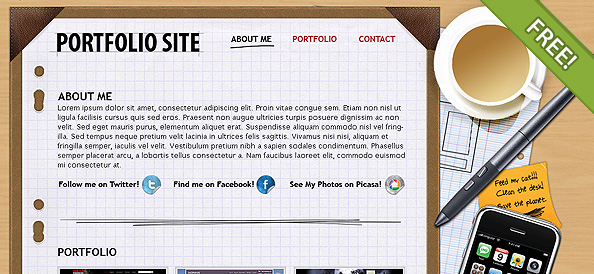 PORTFOLIO SITE
ABOUT ME
PORTFOLIO
CONTACT
FREE!
ABOUT ME
Lorem ipsum dolor sit amet, consectetur adipiscing elit. Proin vitae congue sem. Etiam non nisl ut
ligula facilisis cursus quis sed eros. Praesent non augue ultricies turpis posuere dignissim ac non
velit. Sed eget mauris purus, elementum aliquet erat. Suspendisse aliquam commodo nisl vel fring-
illa. Sed tempus neque pretium velit lacinia in ultrices felis sagittis. Vivamus nisi nisi, aliquam et
fringilla semper, iaculis vel velit. Vestibulum pretium nibh a sapien sodales condimentum. Phasellus
semper placerat arcu, a lobortis tellus consectetur a. Nam faucibus laoreet elit, commodo euismod
mi consectetur at.
Follow me on Twitter!
Find me on Facebook!
See My Photos on Picasa!
Feed my cat!!!
Clean the desk!
Save the planet
PORTFOLIO